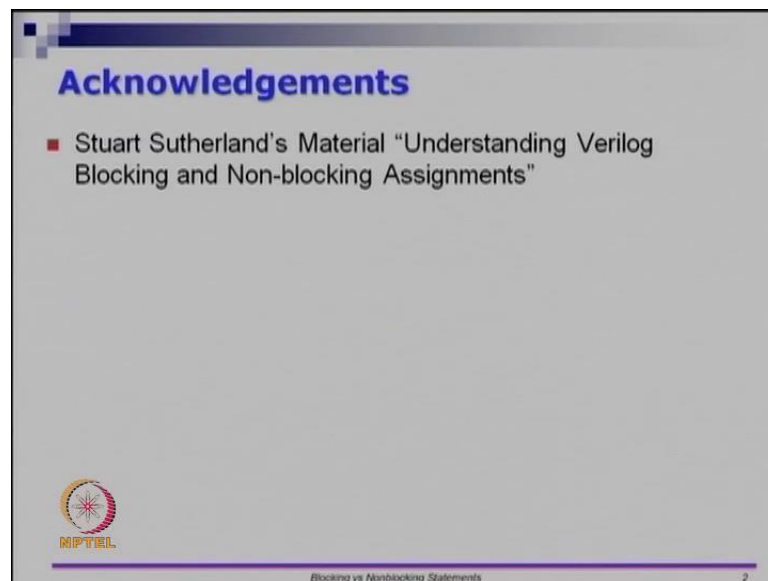 Acknowledgements
Stuart Sutherland's Material "Understanding Verilog
Blocking and Non-blocking Assignments"
NPTEL
Blocking vs Nonblocking Statements
2